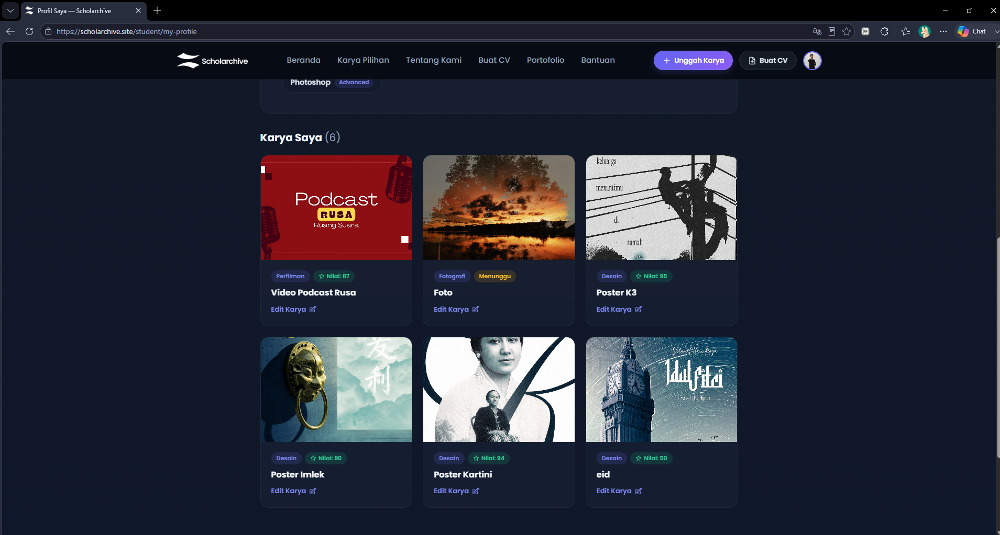 Profil Saya — Scholarchive
https://scholarchive.site/student/my-profile
Chat
Scholarchive
Beranda
Karya Pilihan
Tentang Kami
Buat CV
Portofolio
Bantuan
Unggah Karya
Buat CV
Photoshop Advanced
Karya Saya (6)
Podcast
RUSA
Ruang Suara
keluarga
menantimu
di
rumah
Perfilman Nilai: 87
Video Podcast Rusa
Edit Karya
Fotografi Menunggu
Foto
Edit Karya
Desain Nilai: 95
Poster K3
Edit Karya
发
利
Selamat Hari Raya
Idul Fitri
Desain Nilai: 90
Poster Imlek
Edit Karya
Desain Nilai: 94
Poster Kartini
Edit Karya
Desain Nilai: 50
eid
Edit Karya